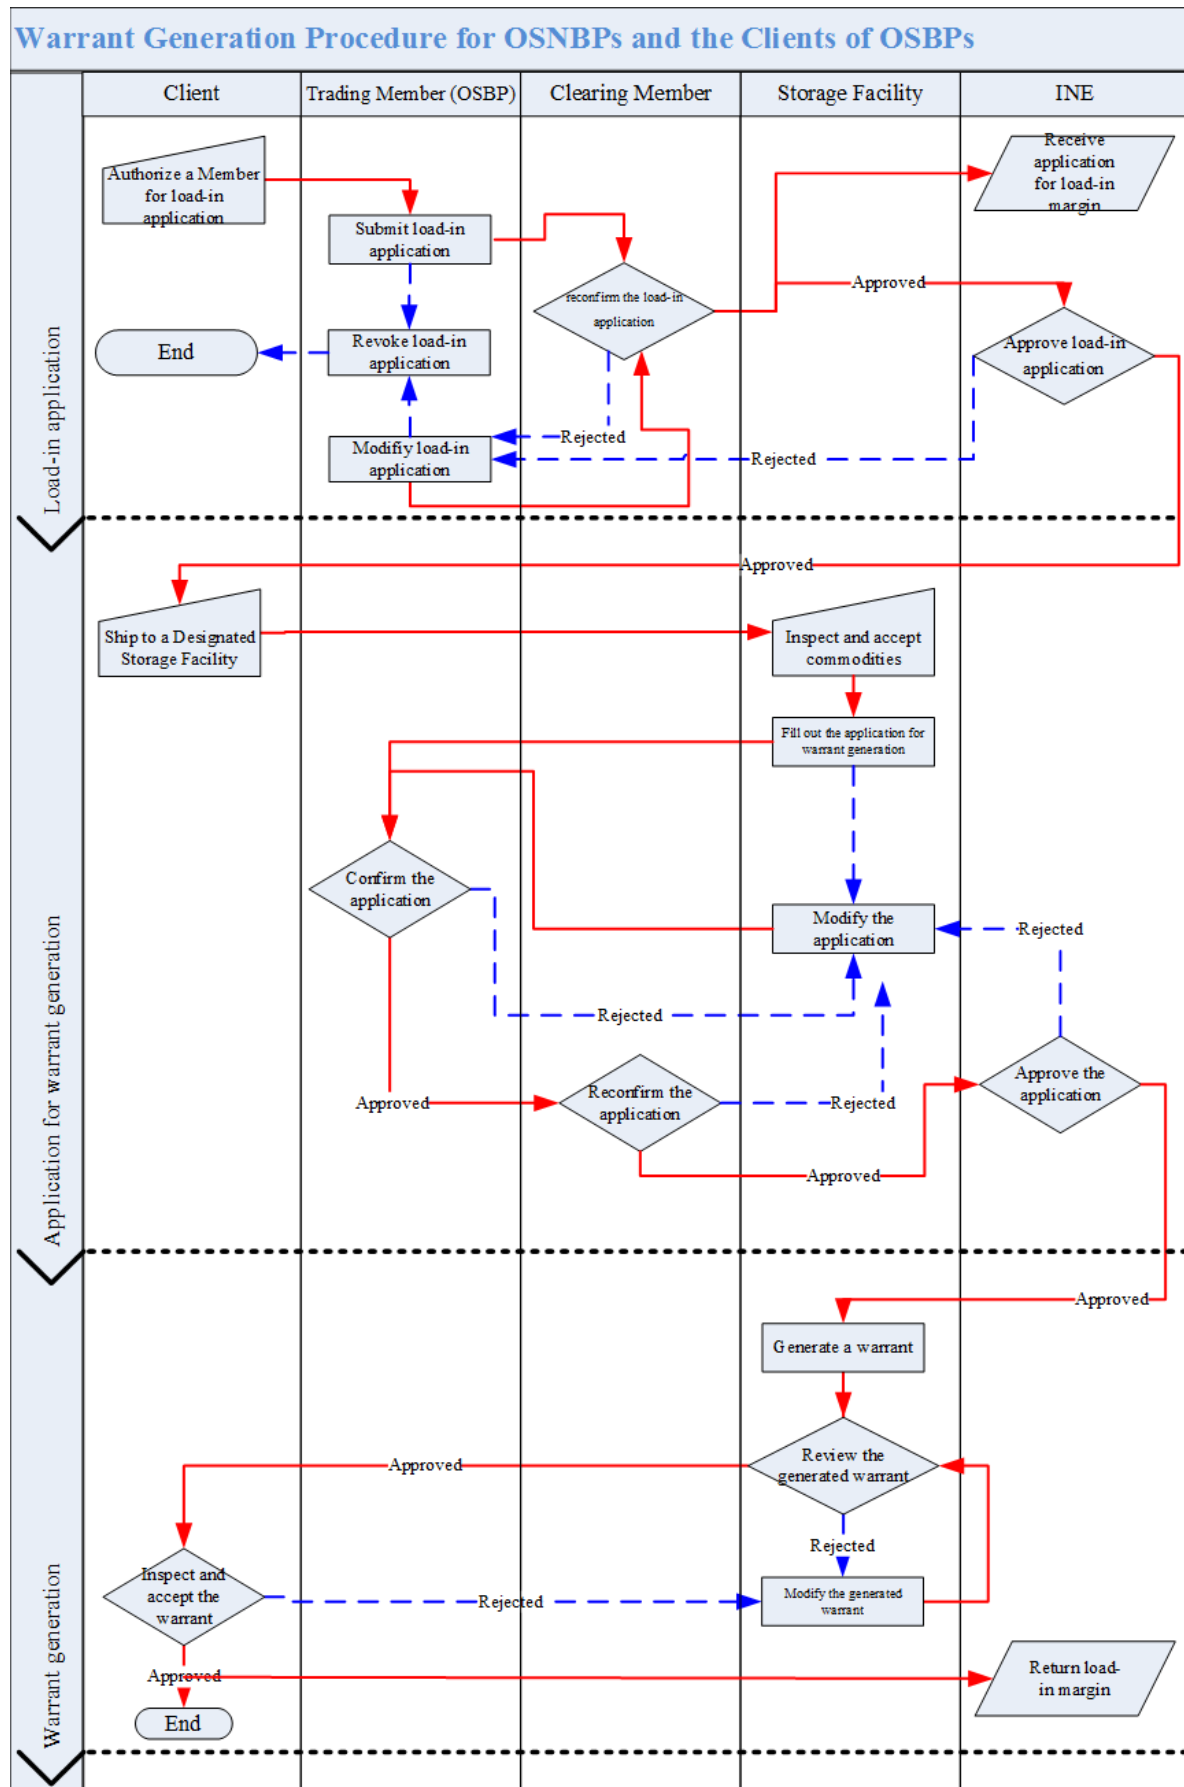 Warrant Generation Procedure for OSNBPs and the Clients of OSBPs
Client
Trading Member (OSBP)
Clearing Member
Storage Facility
INE
Load-in application
Authorize a Member
for load-in
application
Submit load-in
application
reconfirm the load-in
application
Receive
application
for load-in
margin
Approved
End
Revoke load-in
application
Approve load-in
application
Modifiy load-in
application
Rejected
Rejected
Approved
Application for warrant generation
Ship to a Designated
Storage Facility
Inspect and accept
commodities
Fill out the application for
warrant generation
Confirm the
application
Modify the
application
Rejected
Rejected
Approved
Reconfirm the
application
Rejected
Approve the
application
Approved
Approved
Warrant generation
Generate a warrant
Review the
generated warrant
Approved
Rejected
Inspect and
accept the
warrant
Rejected
Modify the generated
warrant
Approved
Return load-
in margin
End